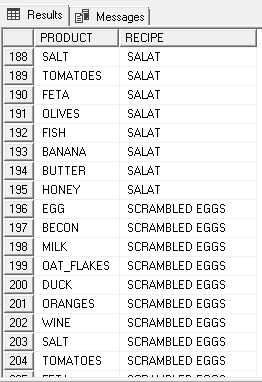 Results Messages
PRODUCT RECIPE
188 SALT SALAT
189 TOMATOES SALAT
190 FETA SALAT
191 OLIVES SALAT
192 FISH SALAT
193 BANANA SALAT
194 BUTTER SALAT
195 HONEY SALAT
196 EGG SCRAMBLED EGGS
197 BECON SCRAMBLED EGGS
198 MILK SCRAMBLED EGGS
199 OAT_FLAKES SCRAMBLED EGGS
200 DUCK SCRAMBLED EGGS
201 ORANGES SCRAMBLED EGGS
202 WINE SCRAMBLED EGGS
203 SALT SCRAMBLED EGGS
204 TOMATOES SCRAMBLED EGGS